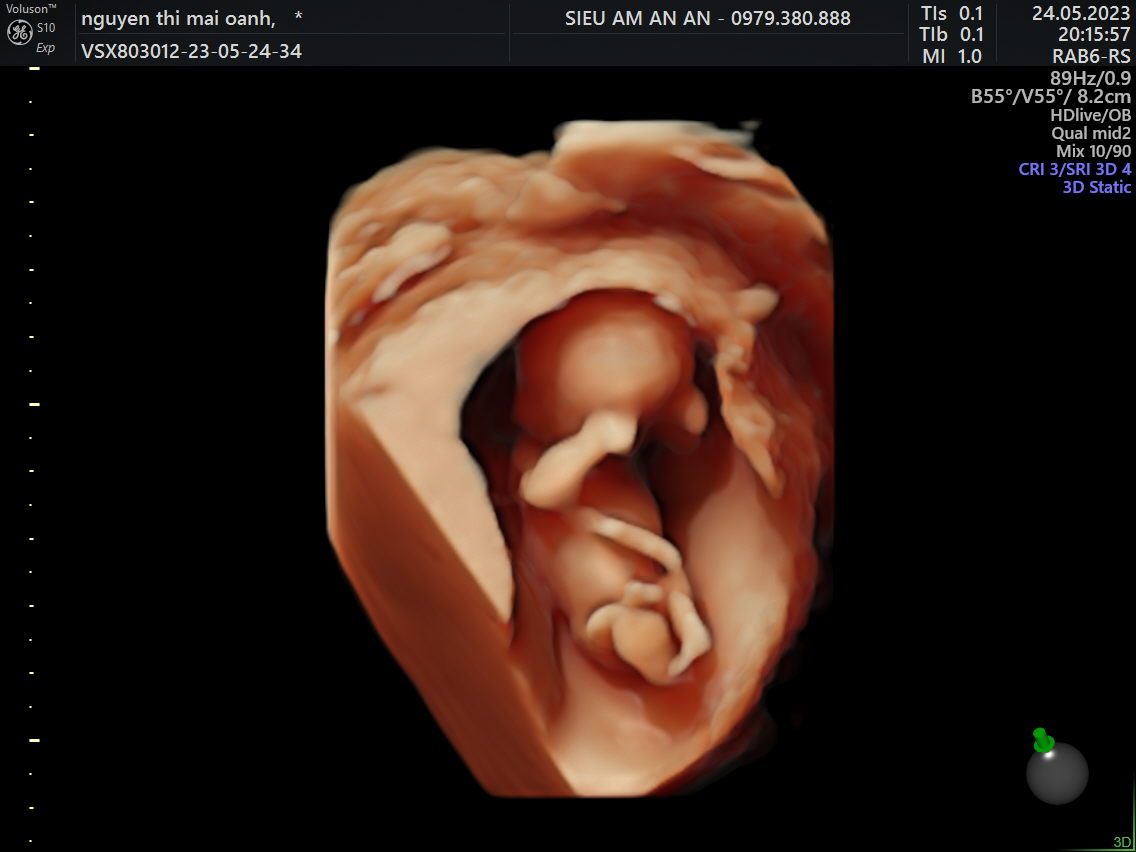 Voluson™
S10
Exp
nguyen thi mai oanh, *
VSX803012-23-05-24-34
SIEU AM AN AN - 0979.380.888
TIs 0.1
TIb 0.1
MI 1.0
24.05.2023
20:15:57
RAB6-RS
89Hz/0.9
B55°/V55°/ 8.2cm
HDlive/OB
Qual mid2
Mix 10/90
CRI 3/SRI 3D 4
3D Static
3D